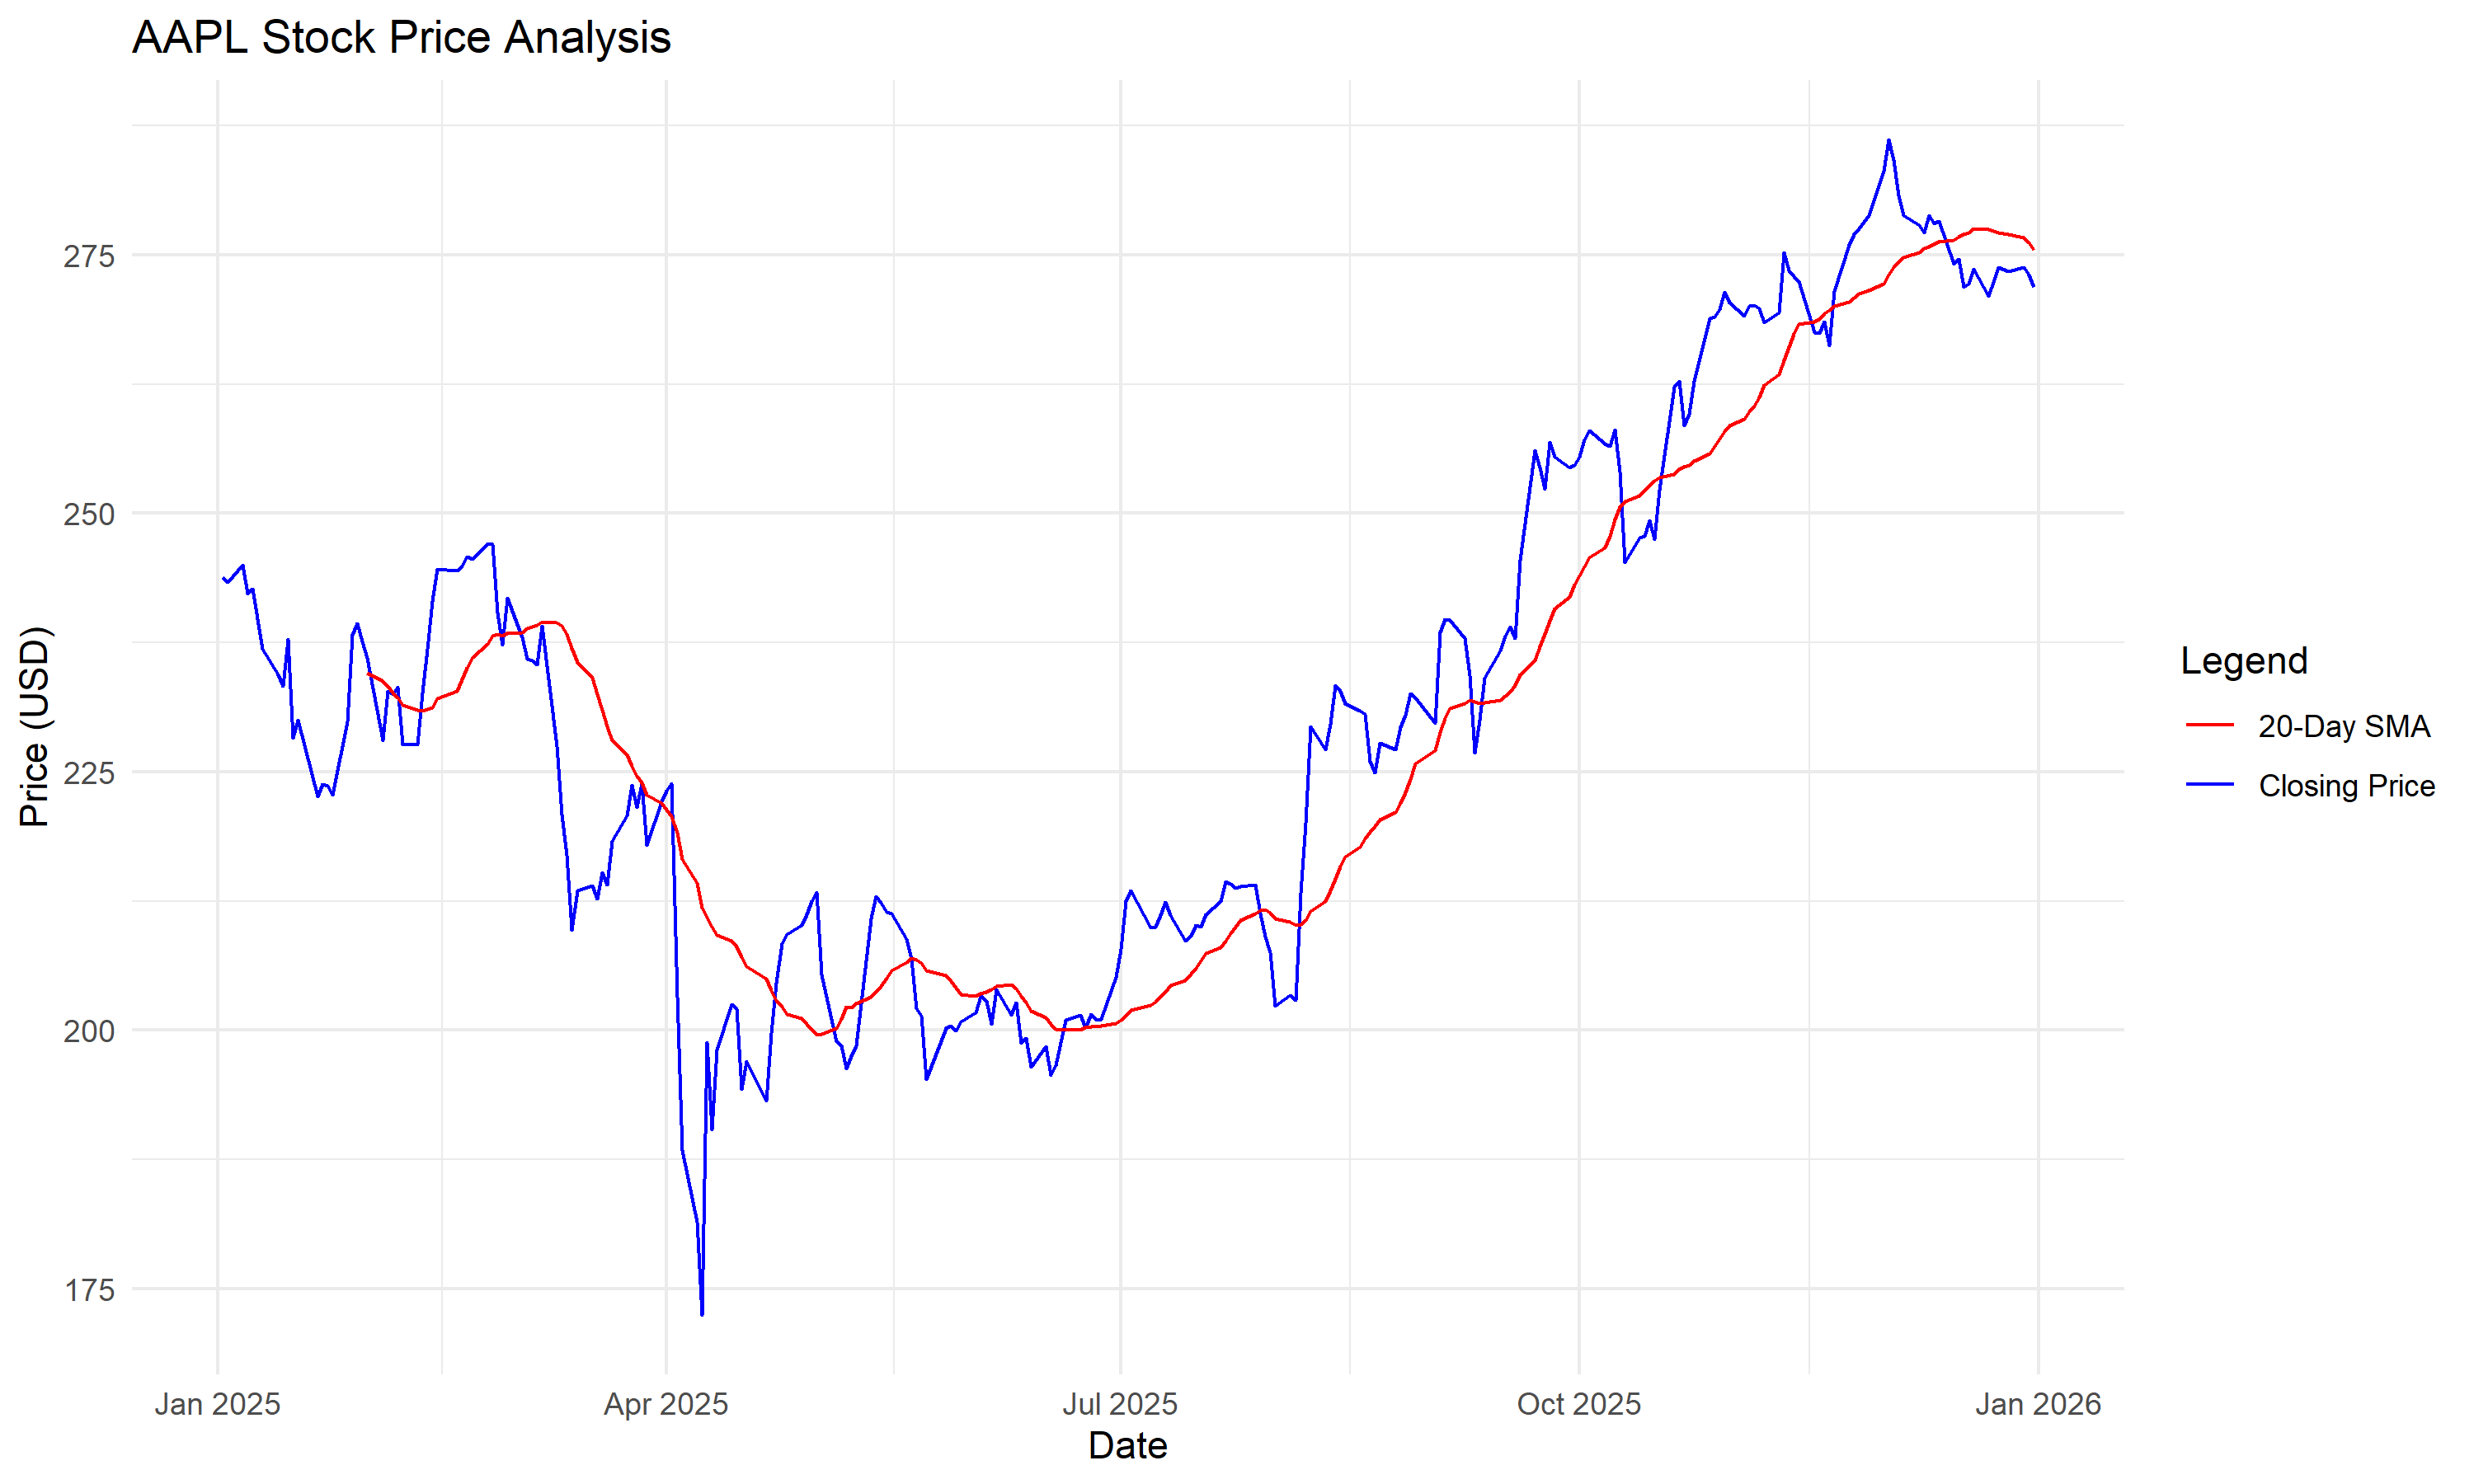 AAPL Stock Price Analysis
Price (USD)
275
250
225
200
175
Jan 2025
Apr 2025
Jul 2025
Oct 2025
Jan 2026
Date
Legend
20-Day SMA
Closing Price